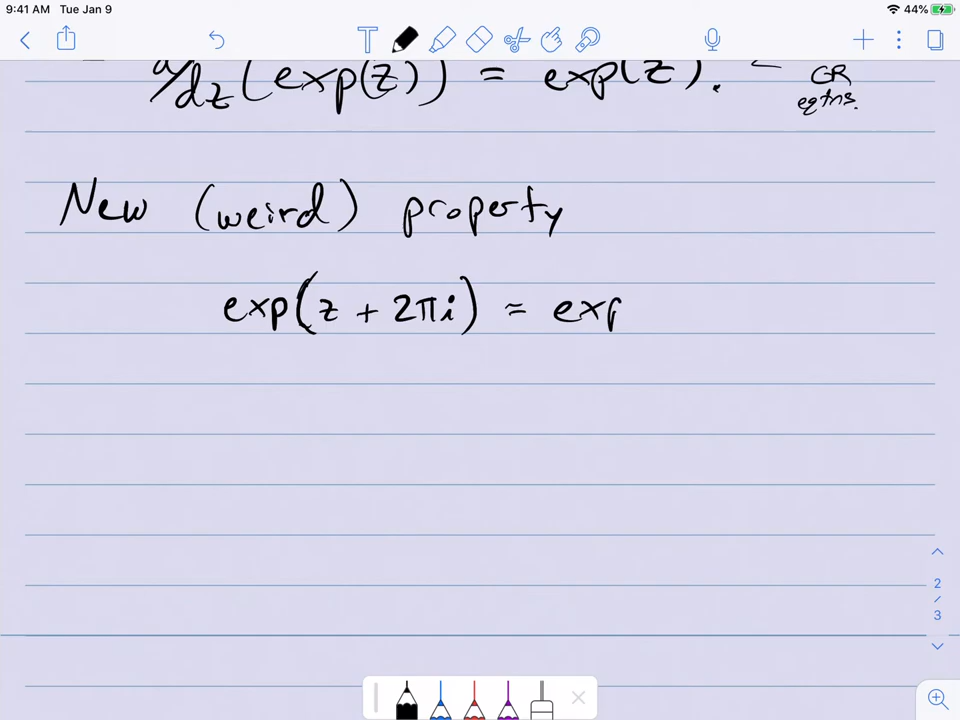 9:41 AM Tue Jan 9
44%
T
d/dz (exp(z)) = exp(z). ← CR
eqtns.
New (weird) property
exp(z + 2πi) = exp
2
/
3